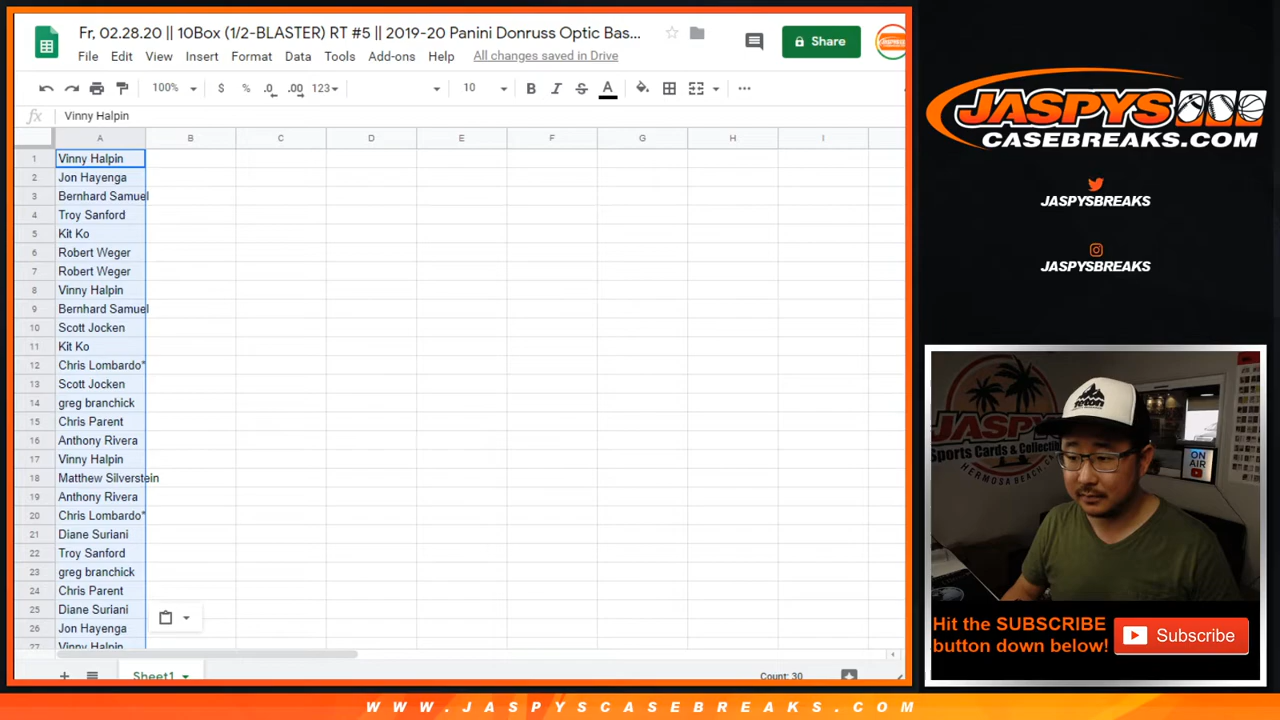 Fr, 02.28.20 || 10Box (1/2-BLASTER) RT #5 || 2019-20 Panini Donruss Optic Bas...
Share
File Edit View Insert Format Data Tools Add-ons Help All changes saved in Drive
100% $ % .0 .00 123 10 B I S A
fx Vinny Halpin
A B C D E F G H I
1 Vinny Halpin
2 Jon Hayenga
3 Bernhard Samuel
4 Troy Sanford
5 Kit Ko
6 Robert Weger
7 Robert Weger
8 Vinny Halpin
9 Bernhard Samuel
10 Scott Jocken
11 Kit Ko
12 Chris Lombardo*
13 Scott Jocken
14 greg branchick
15 Chris Parent
16 Anthony Rivera
17 Vinny Halpin
18 Matthew Silverstein
19 Anthony Rivera
20 Chris Lombardo*
21 Diane Suriani
22 Troy Sanford
23 greg branchick
24 Chris Parent
25 Diane Suriani
26 Jon Hayenga
27 Vinny Halpin
Sheet1
Count: 30
JASPYS
CASEBREAKS.COM
JASPYSBREAKS
JASPYSBREAKS
JASPYS
Sports Cards & Collectib
HERMOSA BEACH, CA
ON
AIR
Hit the SUBSCRIBE
button down below!
Subscribe
WWW.JASPYSCASEBREAKS.COM